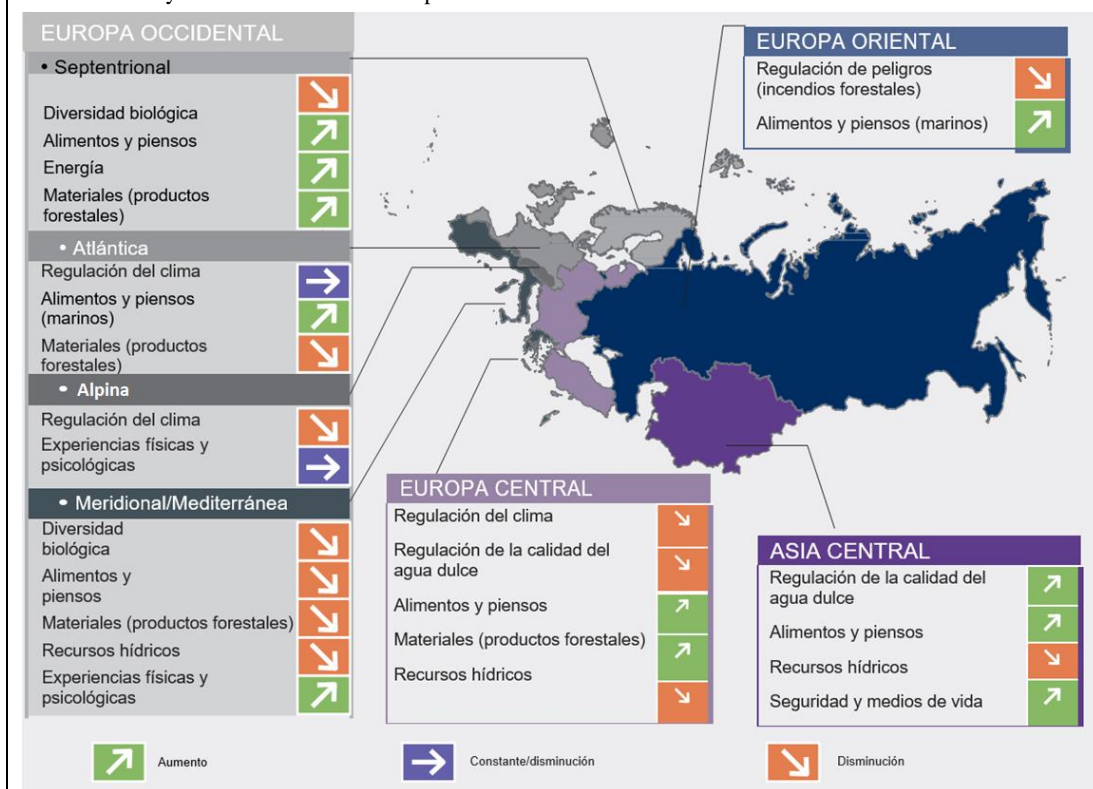 EUROPA OCCIDENTAL
• Septentrional
Diversidad biológica
Alimentos y piensos
Energía
Materiales (productos
forestales)
• Atlántica
Regulación del clima
Alimentos y piensos
(marinos)
Materiales (productos
forestales)
• Alpina
Regulación del clima
Experiencias físicas y
psicológicas
• Meridional/Mediterránea
Diversidad
biológica
Alimentos y
piensos
Materiales (productos forestales)
Recursos hídricos
Experiencias físicas y
psicológicas
EUROPA ORIENTAL
Regulación de peligros
(incendios forestales)
Alimentos y piensos (marinos)
EUROPA CENTRAL
Regulación del clima
Regulación de la calidad del
agua dulce
Alimentos y piensos
Materiales (productos forestales)
Recursos hídricos
ASIA CENTRAL
Regulación de la calidad del
agua dulce
Alimentos y piensos
Recursos hídricos
Seguridad y medios de vida
Aumento
Constante/disminución
Disminución